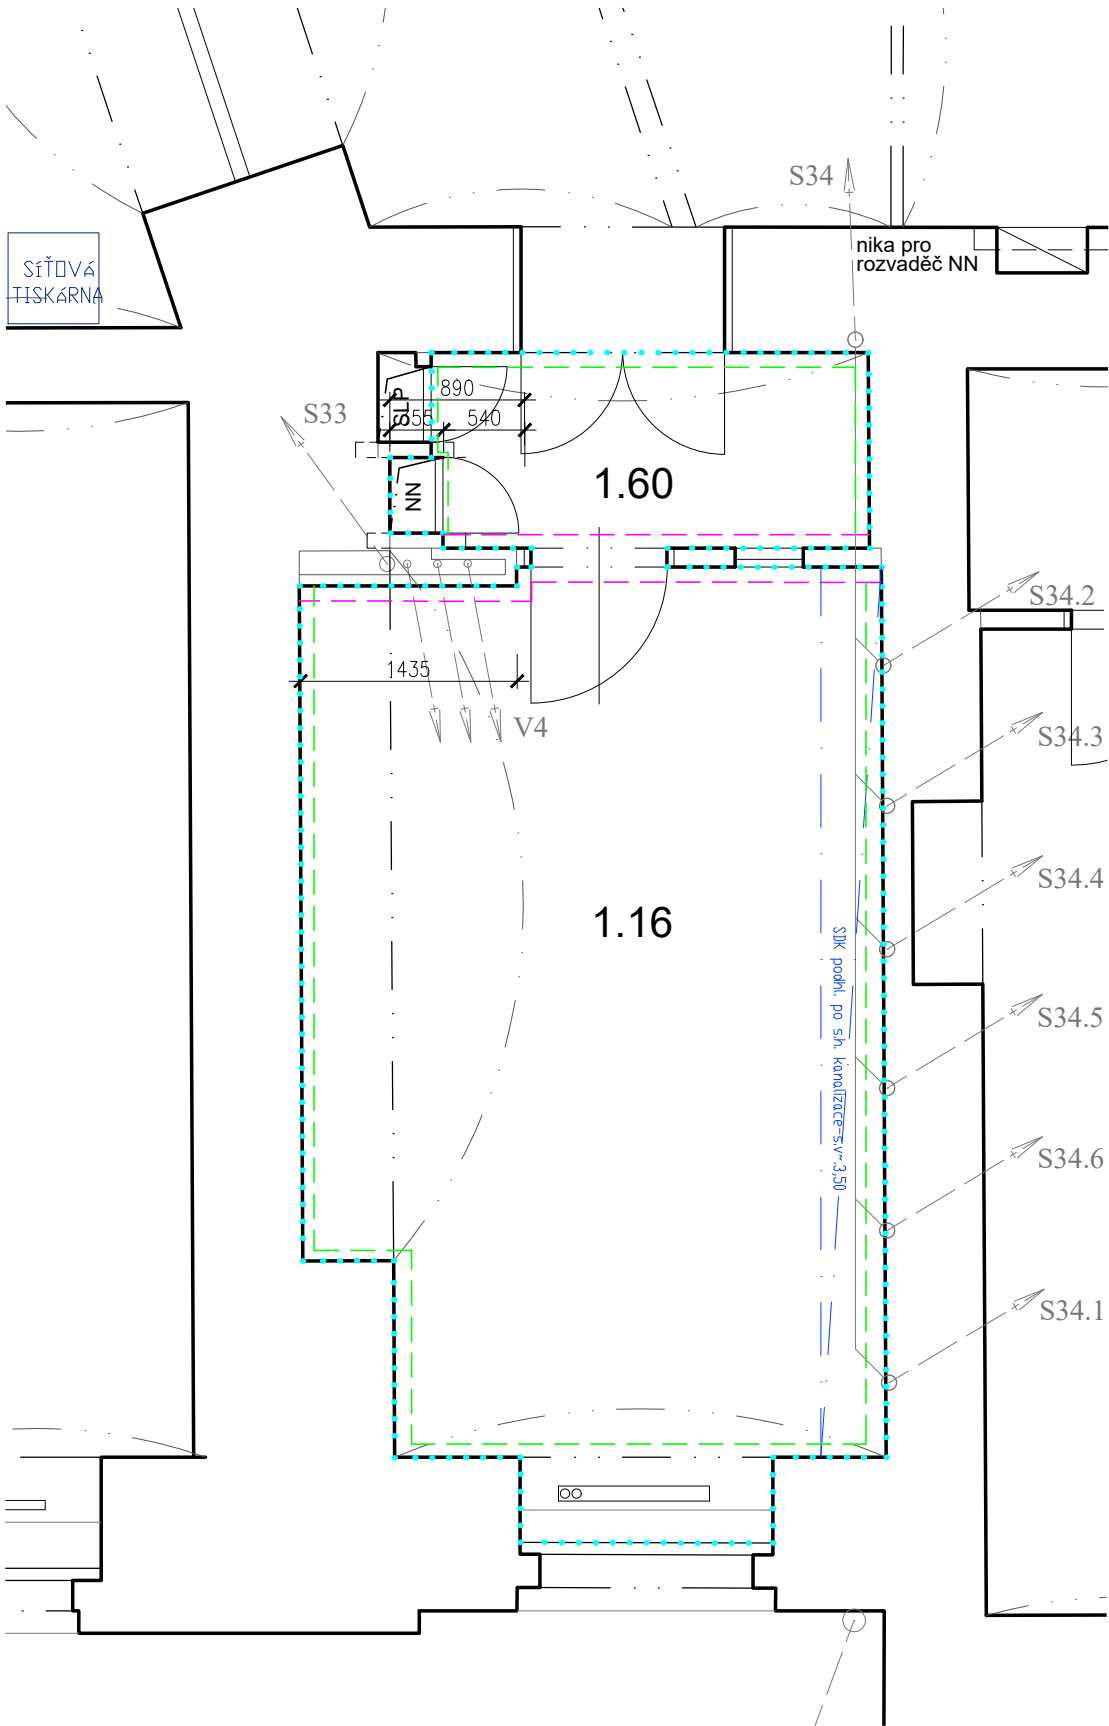 S34
nika pro
rozvaděč NN
SÍŤOVÁ
TISKÁRNA
890
SLP
555
540
S33
1.60
NN
S34.2
1435
V4
S34.3
S34.4
1.16
SDK podhl. po s.h. kanalizace-s.v~.3,50
S34.5
S34.6
S34.1